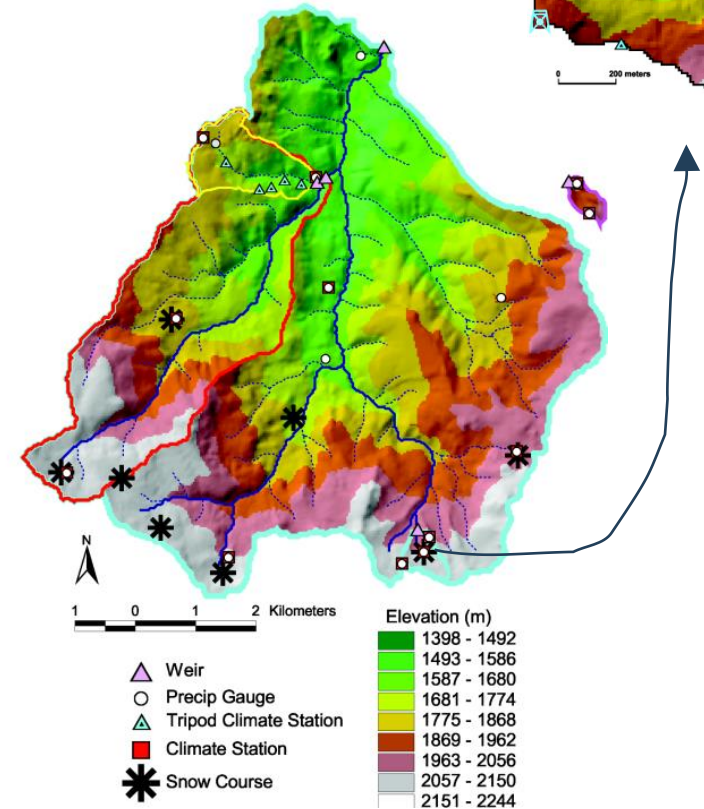 0 200 meters
N
1 0 1 2 Kilometers
Weir
Precip Gauge
Tripod Climate Station
Climate Station
Snow Course
Elevation (m)
1398 - 1492
1493 - 1586
1587 - 1680
1681 - 1774
1775 - 1868
1869 - 1962
1963 - 2056
2057 - 2150
2151 - 2244